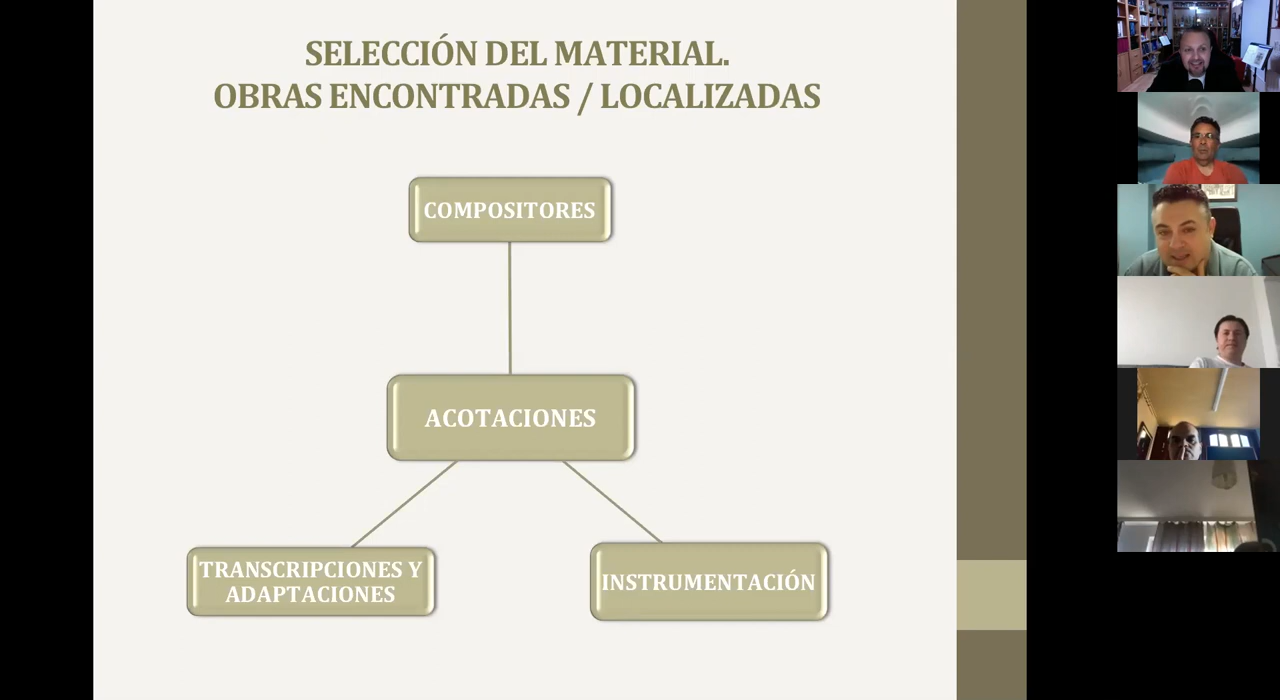 SELECCIÓN DEL MATERIAL.
OBRAS ENCONTRADAS / LOCALIZADAS
COMPOSITORES
ACOTACIONES
TRANSCRIPCIONES Y
ADAPTACIONES
INSTRUMENTACIÓN